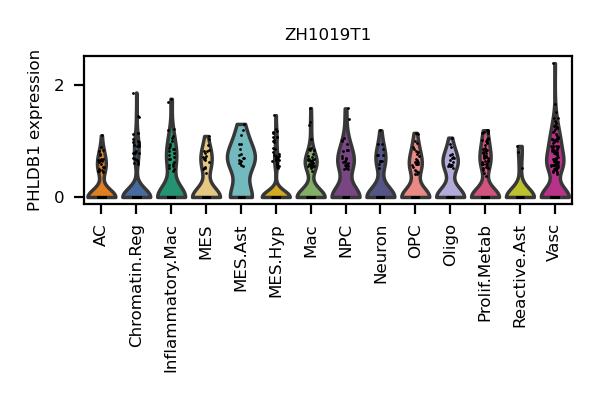 ZH1019T1
PHLDB1 expression
2
0
AC
Chromatin.Reg
Inflammatory.Mac
MES
MES.Ast
MES.Hyp
Mac
NPC
Neuron
OPC
Oligo
Prolif.Metab
Reactive.Ast
Vasc